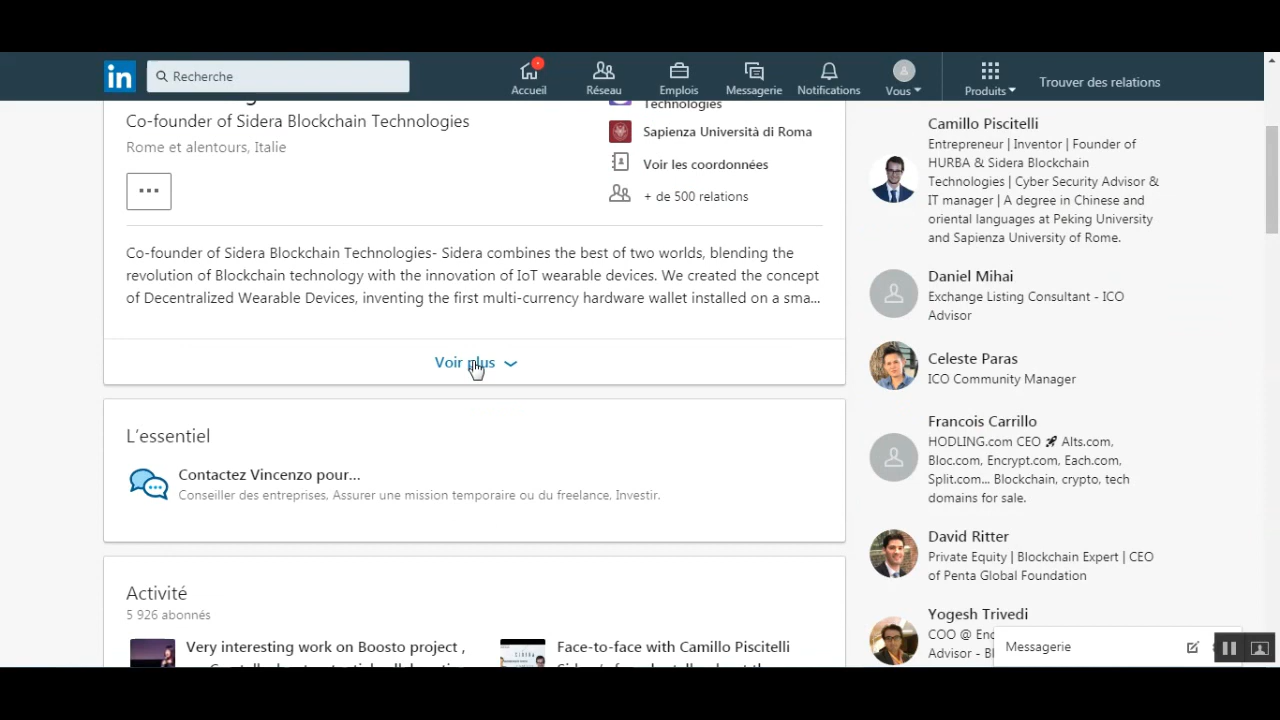 in
Recherche
Accueil
Réseau
Emplois
Messagerie
Notifications
Vous
Produits
Trouver des relations
Co-founder of Sidera Blockchain Technologies
Rome et alentours, Italie
...
Technologies
Sapienza Università di Roma
Voir les coordonnées
+ de 500 relations
Co-founder of Sidera Blockchain Technologies- Sidera combines the best of two worlds, blending the
revolution of Blockchain technology with the innovation of IoT wearable devices. We created the concept
of Decentralized Wearable Devices, inventing the first multi-currency hardware wallet installed on a sma...
Voir plus
L'essentiel
Contactez Vincenzo pour...
Conseiller des entreprises, Assurer une mission temporaire ou du freelance, Investir.
Activité
5 926 abonnés
Very interesting work on Boosto project ,
Face-to-face with Camillo Piscitelli
Camillo Piscitelli
Entrepreneur | Inventor | Founder of
HURBA & Sidera Blockchain
Technologies | Cyber Security Advisor &
IT manager | A degree in Chinese and
oriental languages at Peking University
and Sapienza University of Rome.
Daniel Mihai
Exchange Listing Consultant - ICO
Advisor
Celeste Paras
ICO Community Manager
Francois Carrillo
HODLING.com CEO 🚀 Alts.com,
Bloc.com, Encrypt.com, Each.com,
Split.com... Blockchain, crypto, tech
domains for sale.
David Ritter
Private Equity | Blockchain Expert | CEO
of Penta Global Foundation
Yogesh Trivedi
COO @
Advisor -
Messagerie